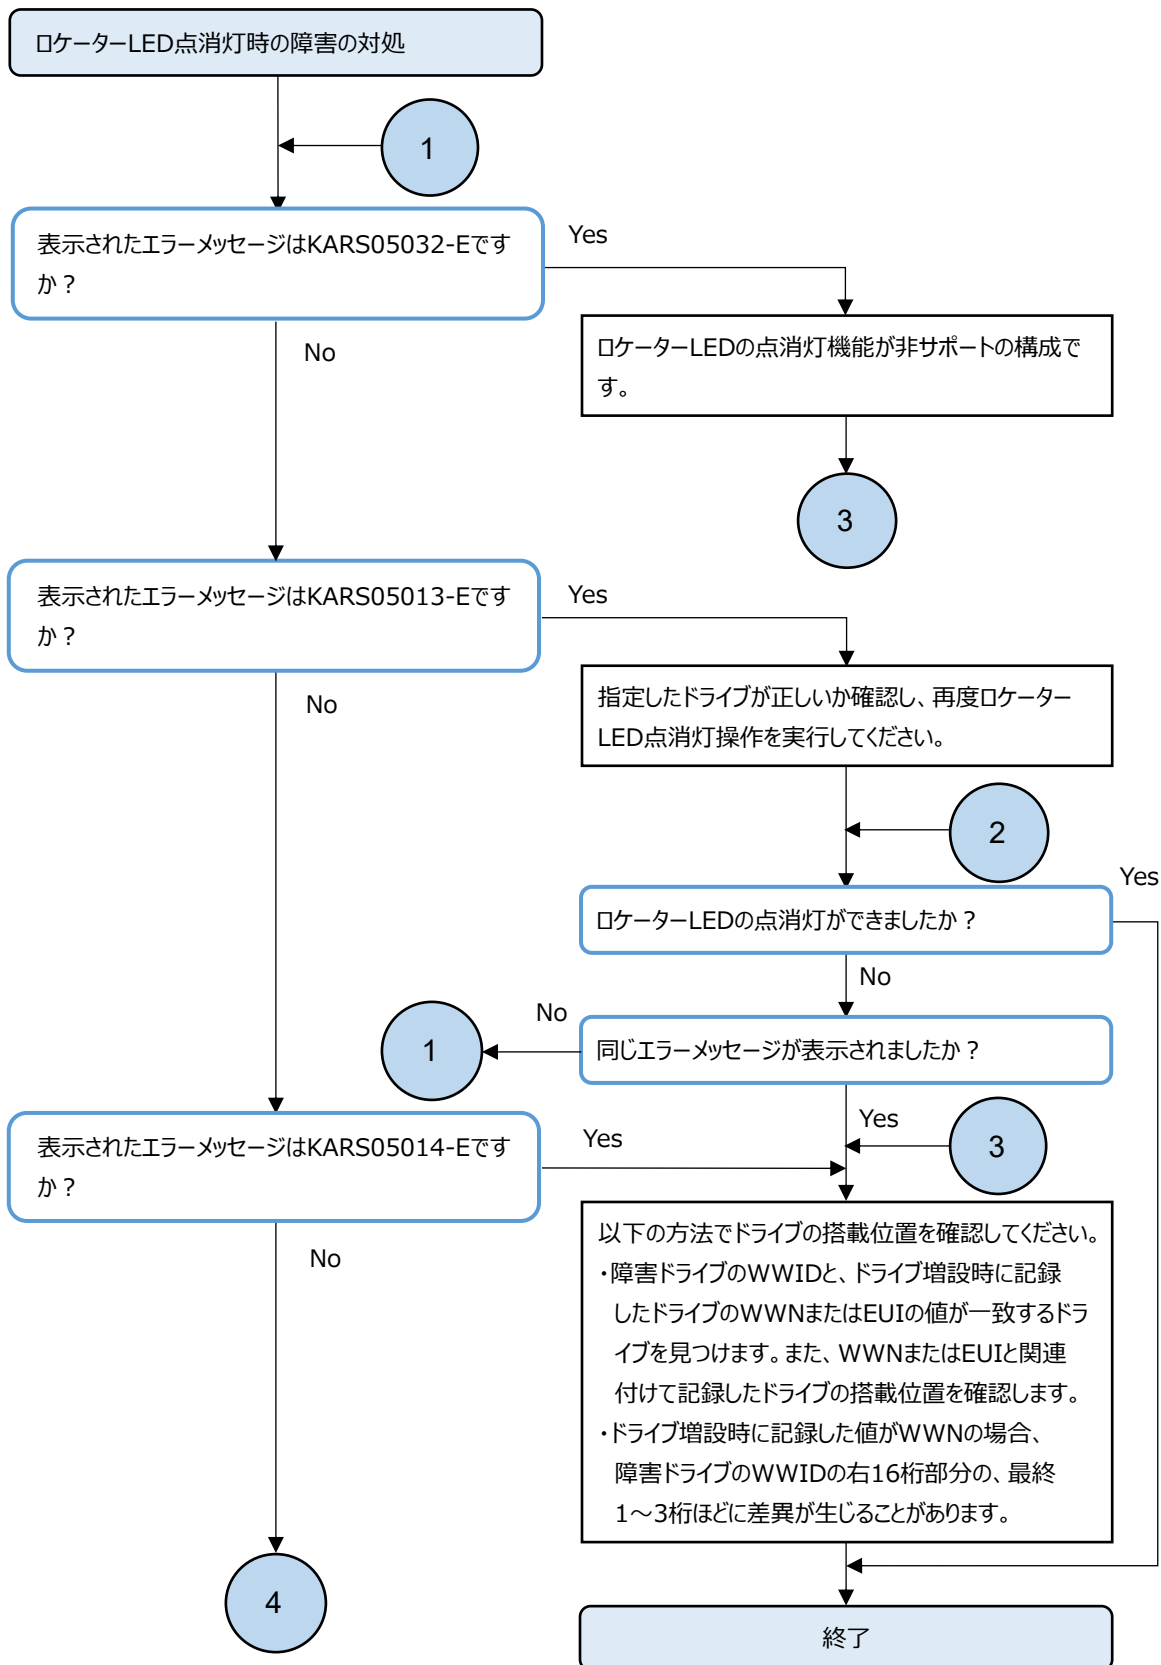 ロケーターLED点消灯時の障害の対処
1
表示されたエラーメッセージはKARS05032-Eです
か？
Yes
No
ロケーターLEDの点消灯機能が非サポートの構成で
す。
3
表示されたエラーメッセージはKARS05013-Eです
か？
Yes
No
指定したドライブが正しいか確認し、再度ロケーター
LED点消灯操作を実行してください。
2
Yes
ロケーターLEDの点消灯ができましたか？
No
No
1
同じエラーメッセージが表示されましたか？
Yes
3
表示されたエラーメッセージはKARS05014-Eです
か？
Yes
No
以下の方法でドライブの搭載位置を確認してください。
・障害ドライブのWWIDと、ドライブ増設時に記録
したドライブのWWNまたはEUIの値が一致するドラ
イブを見つけます。また、WWNまたはEUIと関連
付けて記録したドライブの搭載位置を確認します。
・ドライブ増設時に記録した値がWWNの場合、
障害ドライブのWWIDの右16桁部分の、最終
1～3桁ほどに差異が生じることがあります。
4
終了